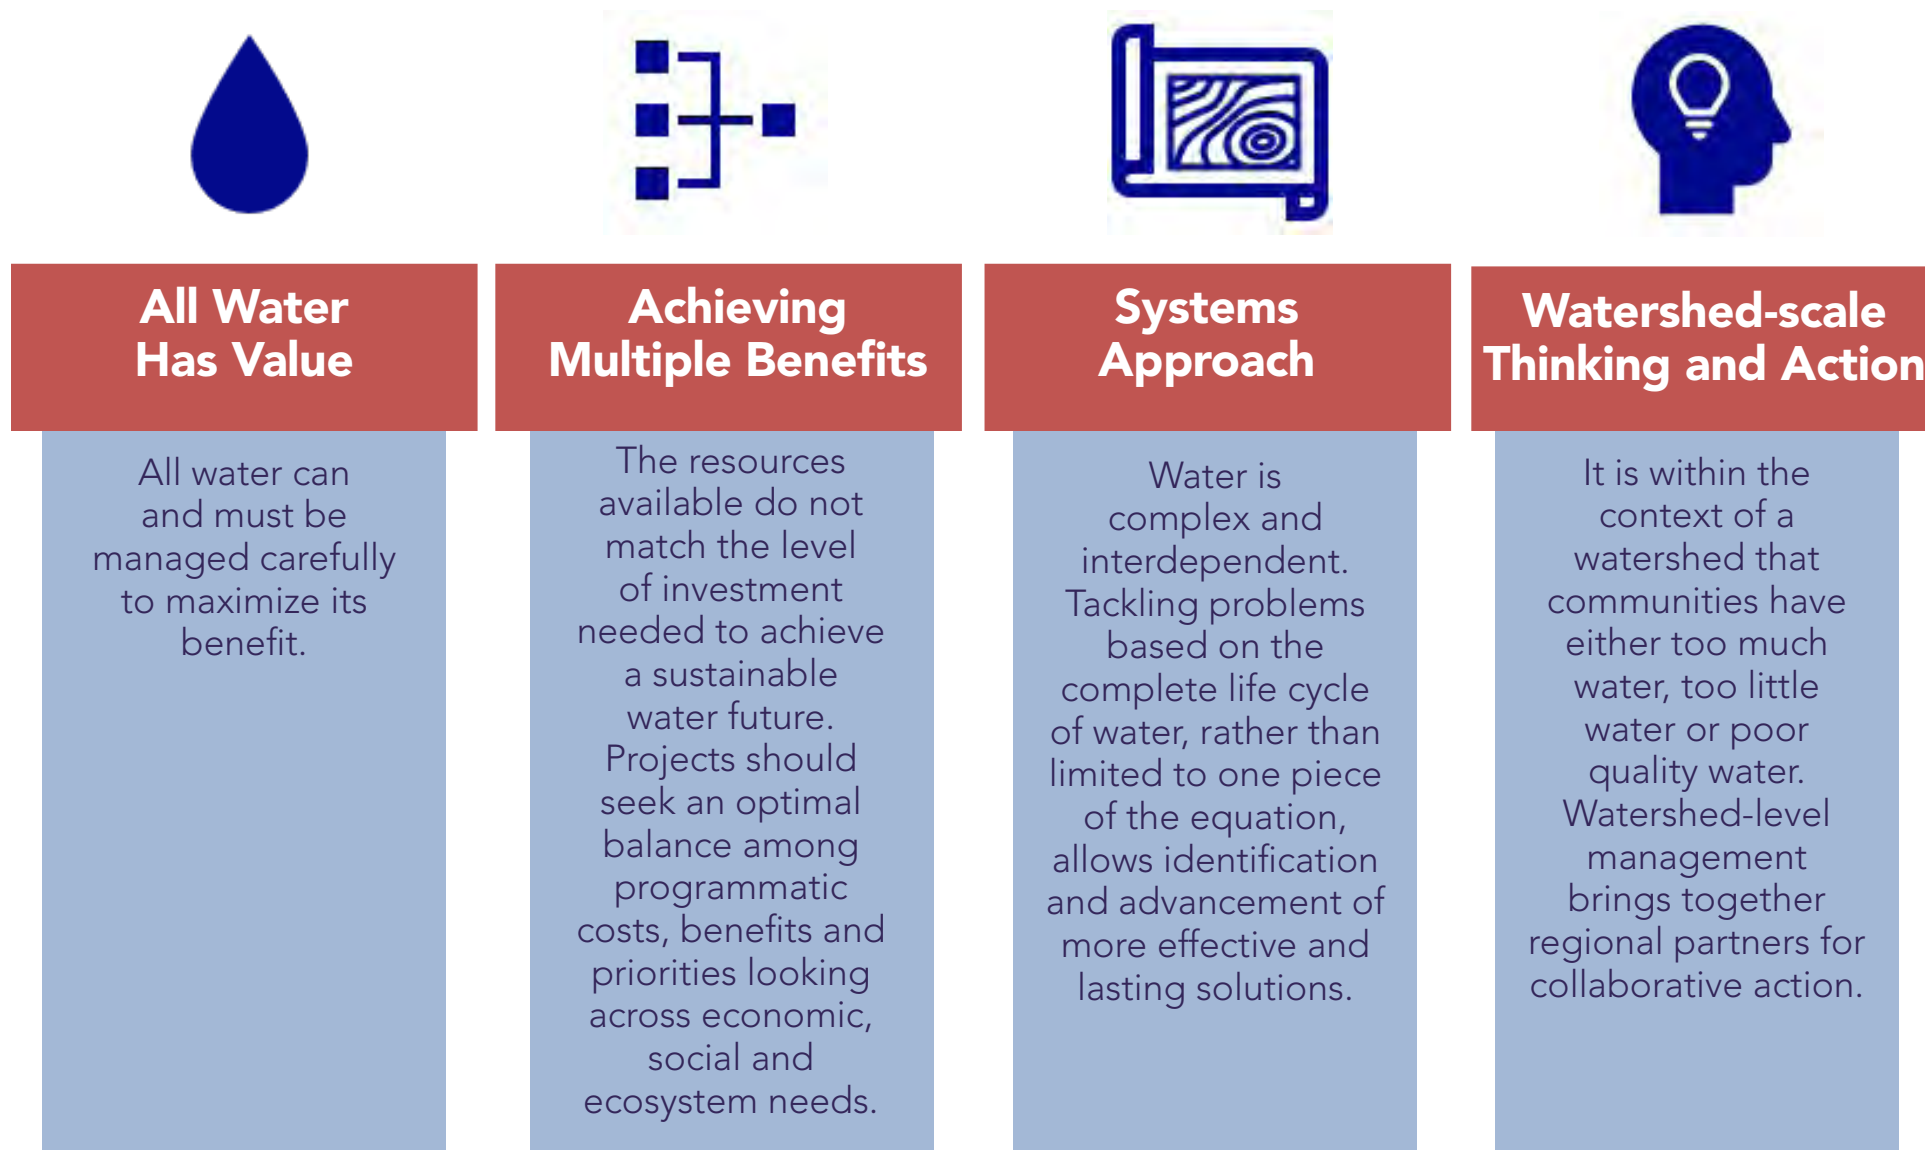 All Water
Has Value
All water can
and must be
managed carefully
to maximize its
benefit.
Achieving
Multiple Benefits
The resources
available do not
match the level
of investment
needed to achieve
a sustainable
water future.
Projects should
seek an optimal
balance among
programmatic
costs, benefits and
priorities looking
across economic,
social and
ecosystem needs.
Systems
Approach
Water is
complex and
interdependent.
Tackling problems
based on the
complete life cycle
of water, rather than
limited to one piece
of the equation,
allows identification
and advancement of
more effective and
lasting solutions.
Watershed-scale
Thinking and Action
It is within the
context of a
watershed that
communities have
either too much
water, too little
water or poor
quality water.
Watershed-level
management
brings together
regional partners for
collaborative action.